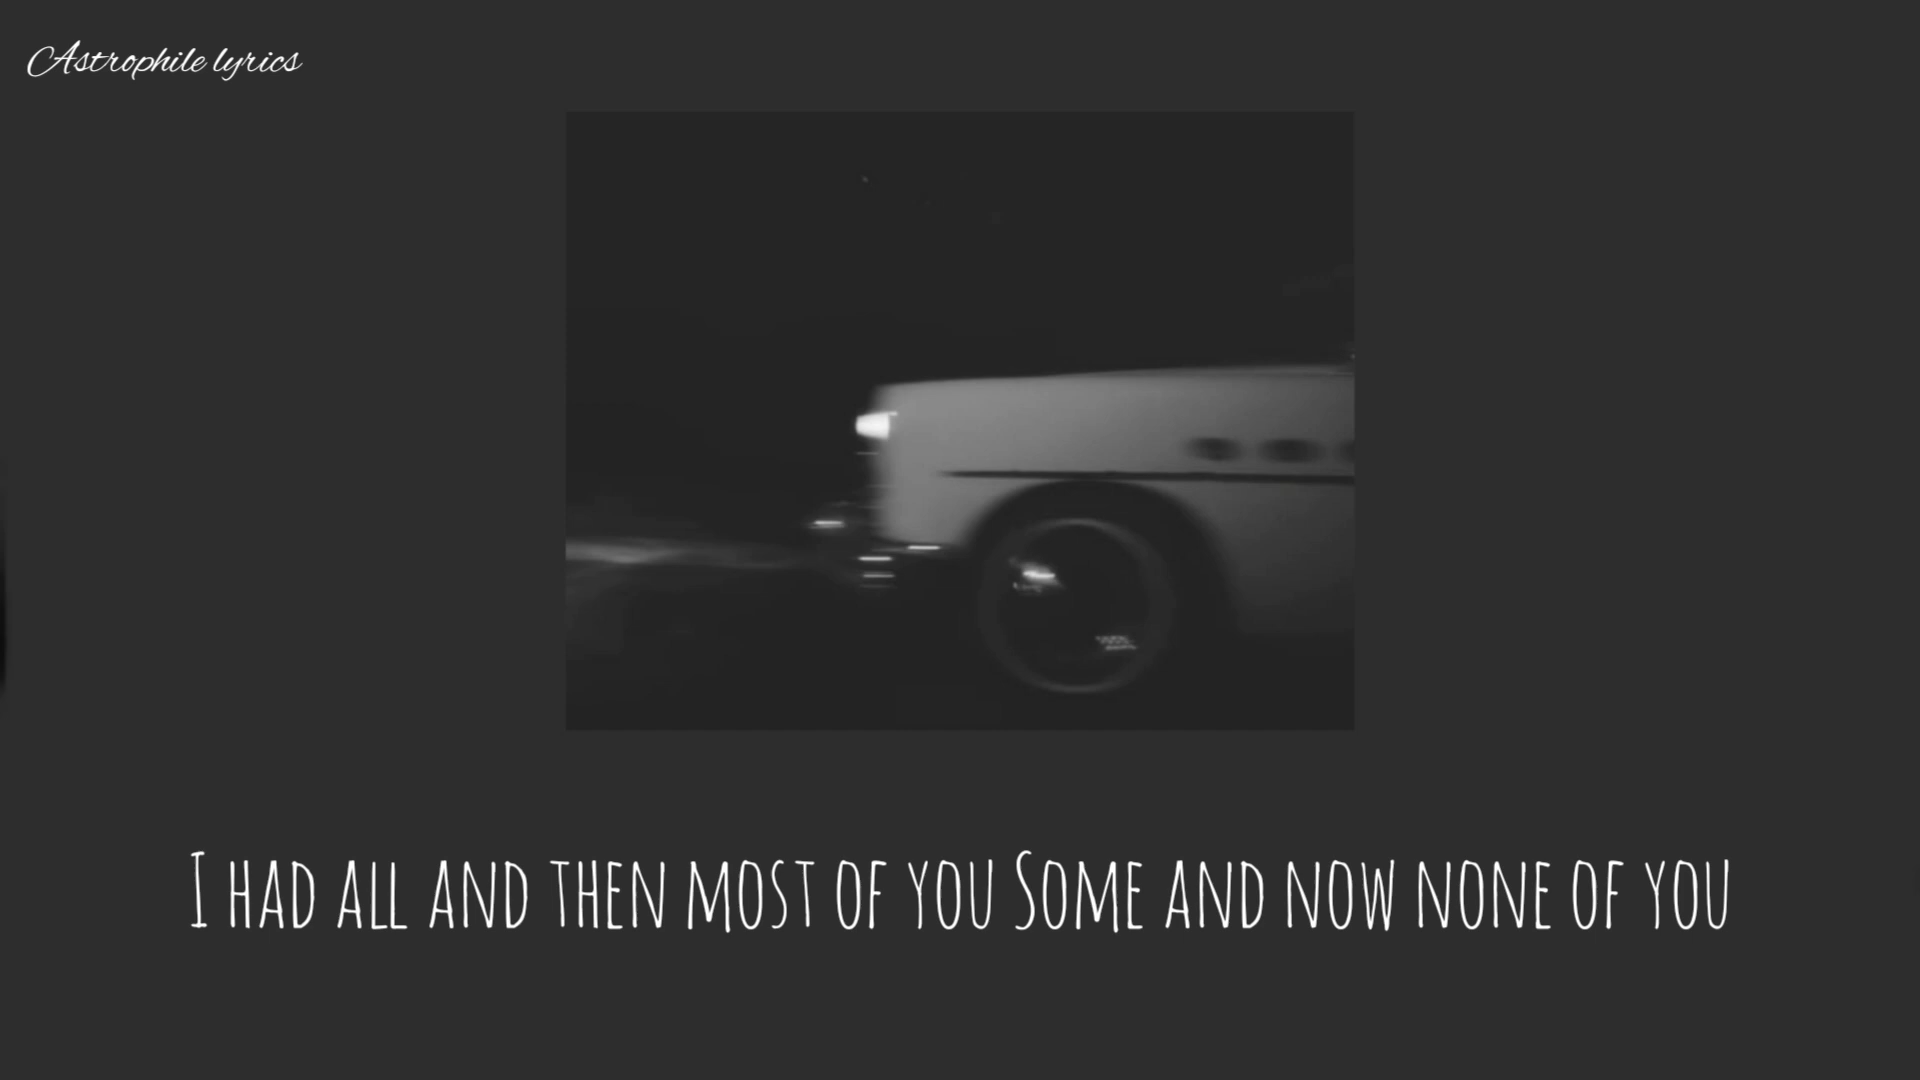 Astrophile lyrics
I HAD ALL AND THEN MOST OF YOU SOME AND NOW NONE OF YOU